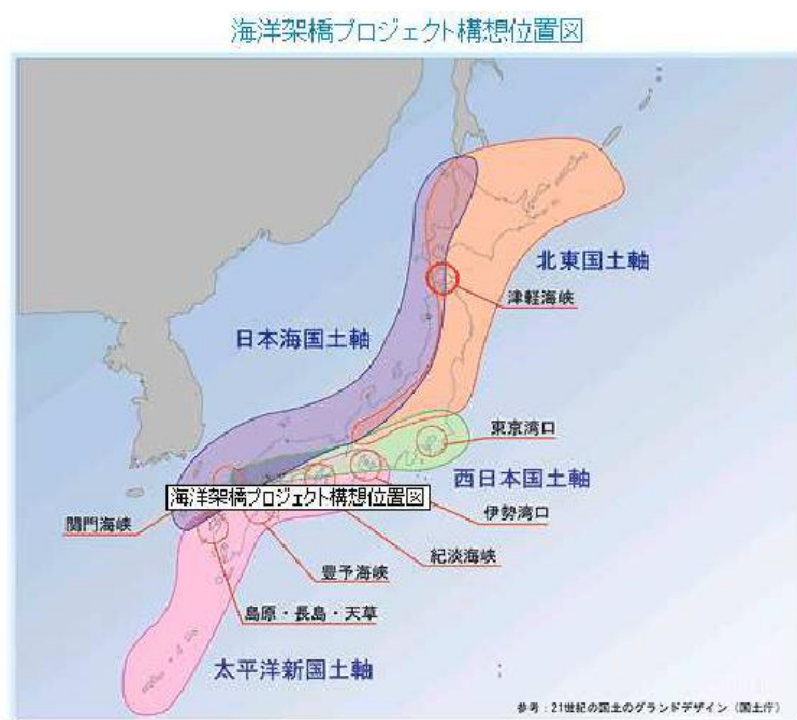 海洋架橋プロジェクト構想位置図
北東国土軸
津軽海峡
日本海国土軸
東京湾口
西日本国土軸
海洋架橋プロジェクト構想位置図
伊勢湾口
関門海峡
紀淡海峡
豊予海峡
島原・長島・天草
太平洋新国土軸
参考：21世紀の国土のグランドデザイン（国土庁）